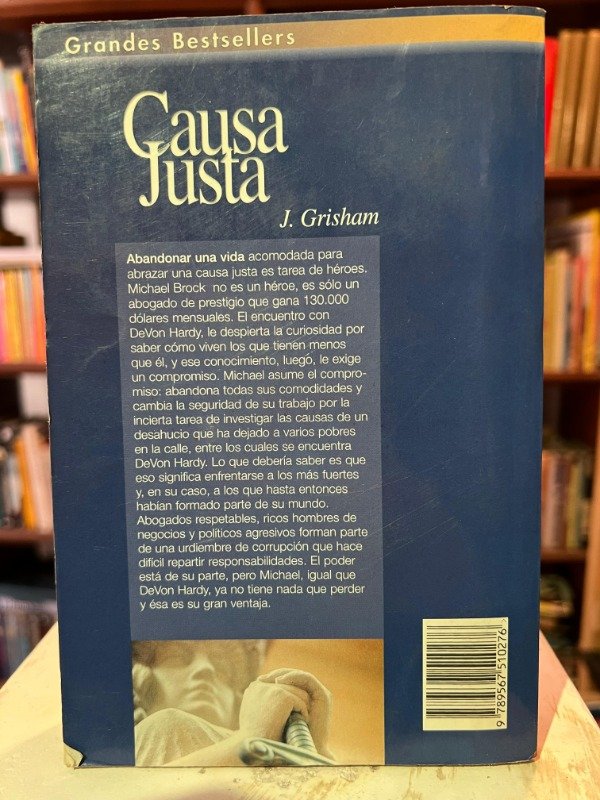 Grandes Bestsellers
Causa
Justa
J. Grisham
Abandonar una vida acomodada para
abrazar una causa justa es tarea de héroes.
Michael Brock no es un héroe, es sólo un
abogado de prestigio que gana 130.000
dólares mensuales. El encuentro con
DeVon Hardy, le despierta la curiosidad por
saber cómo viven los que tienen menos
que él, y ese conocimiento, luego, le exige
un compromiso. Michael asume el compro-
miso: abandona todas sus comodidades y
cambia la seguridad de su trabajo por la
incierta tarea de investigar las causas de un
desahucio que ha dejado a varios pobres
en la calle, entre los cuales se encuentra
DeVon Hardy. Lo que debería saber es que
eso significa enfrentarse a los más fuertes
y, en su caso, a los que hasta entonces
habían formado parte de su mundo.
Abogados respetables, ricos hombres de
negocios y políticos agresivos forman parte
de una urdiembre de corrupción que hace
difícil repartir responsabilidades. El poder
está de su parte, pero Michael, igual que
DeVon Hardy, ya no tiene nada que perder
y ésa es su gran ventaja.
9 789567 510276 >